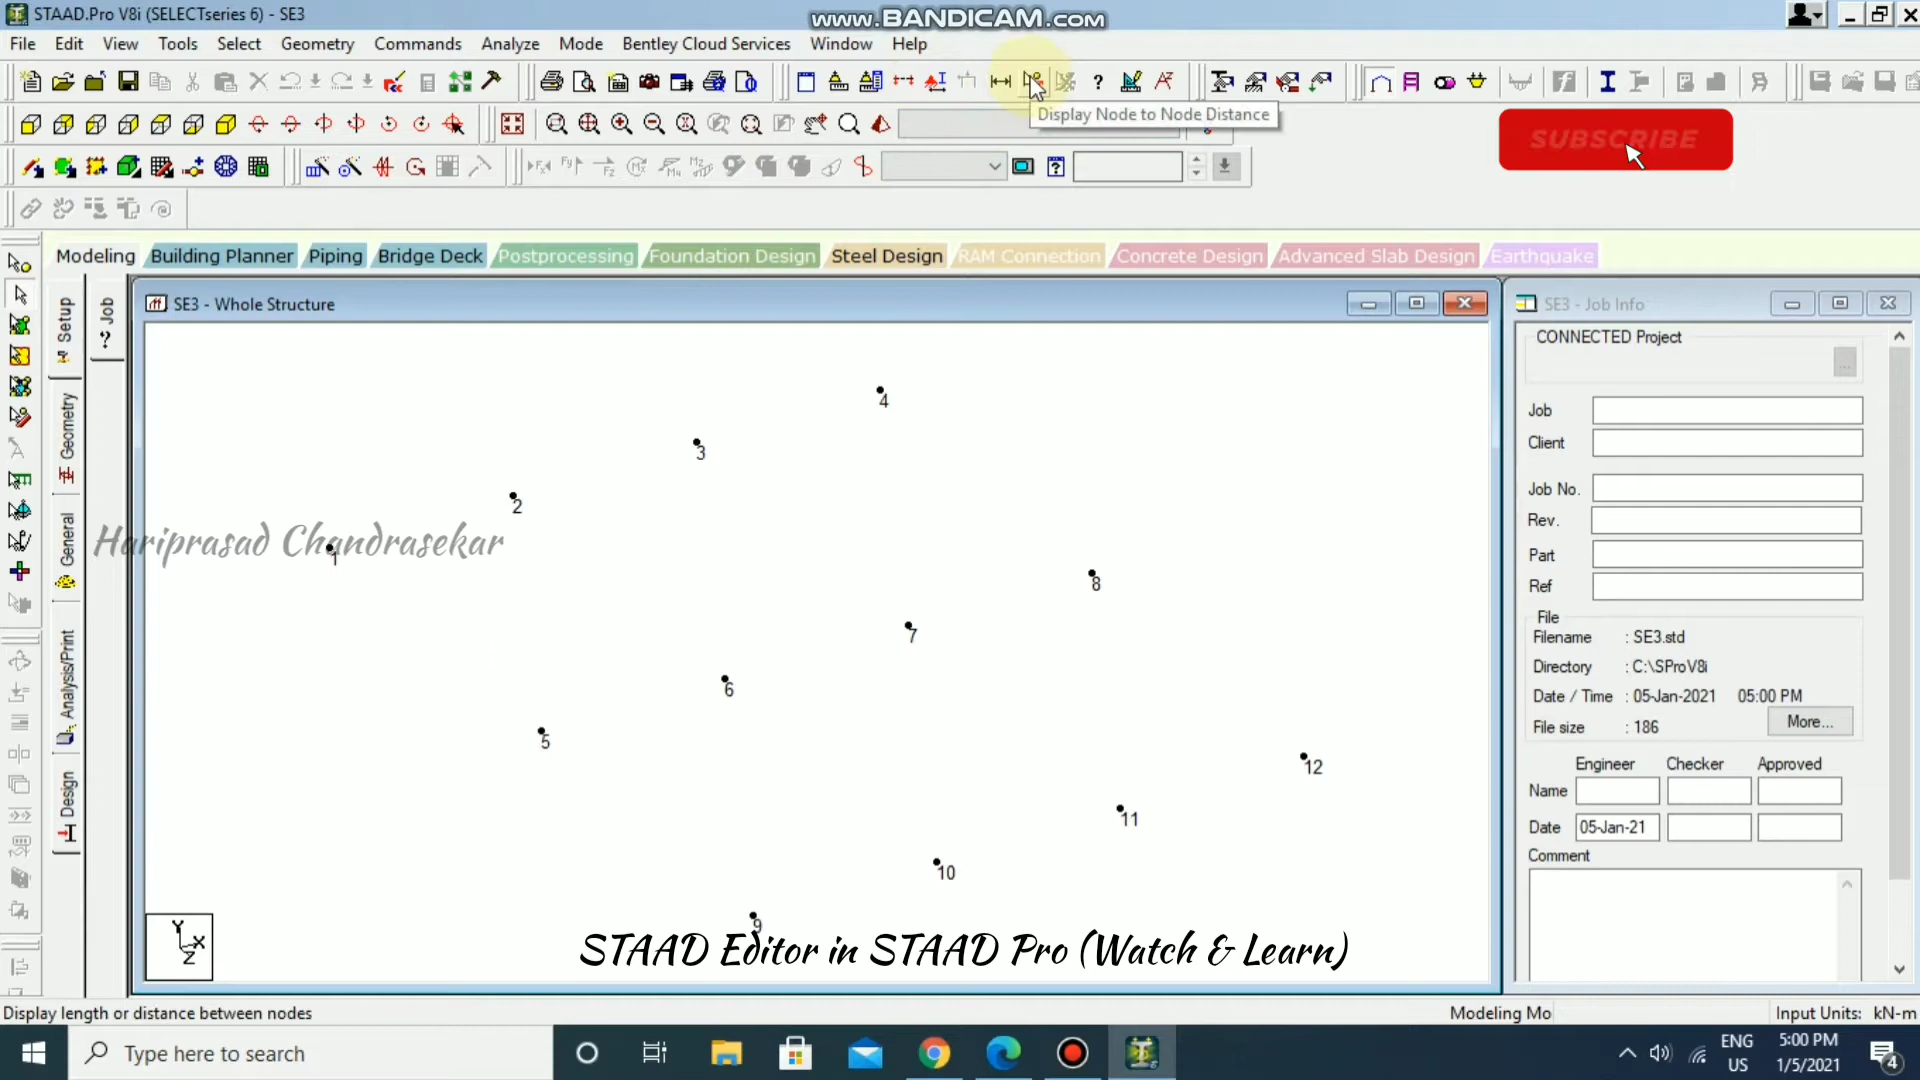 STAAD.Pro V8i (SELECTseries 6) - SE3
www.BANDICAM.com
File Edit View Tools Select Geometry Commands Analyze Mode Bentley Cloud Services Window Help
Display Node to Node Distance
SUBSCRIBE
Modeling Building Planner Piping Bridge Deck Postprocessing Foundation Design Steel Design RAM Connection Concrete Design Advanced Slab Design Earthquake
Setup
Job
Geometry
General
Analysis/Print
Design
SE3 - Whole Structure
4
3
2
1
8
7
6
5
12
11
10
9
Hariprasad Chandrasekar
Y
X
Z
STAAD Editor in STAAD Pro (Watch & Learn)
SE3 - Job Info
CONNECTED Project
...
Job
Client
Job No.
Rev.
Part
Ref
File
Filename : SE3.std
Directory : C:\SProV8i
Date / Time : 05-Jan-2021 05:00 PM
File size : 186
More...
Engineer Checker Approved
Name
Date 05-Jan-21
Comment
Display length or distance between nodes
Modeling Mo
Input Units: kN-m
Type here to search
ENG
US
5:00 PM
1/5/2021
4